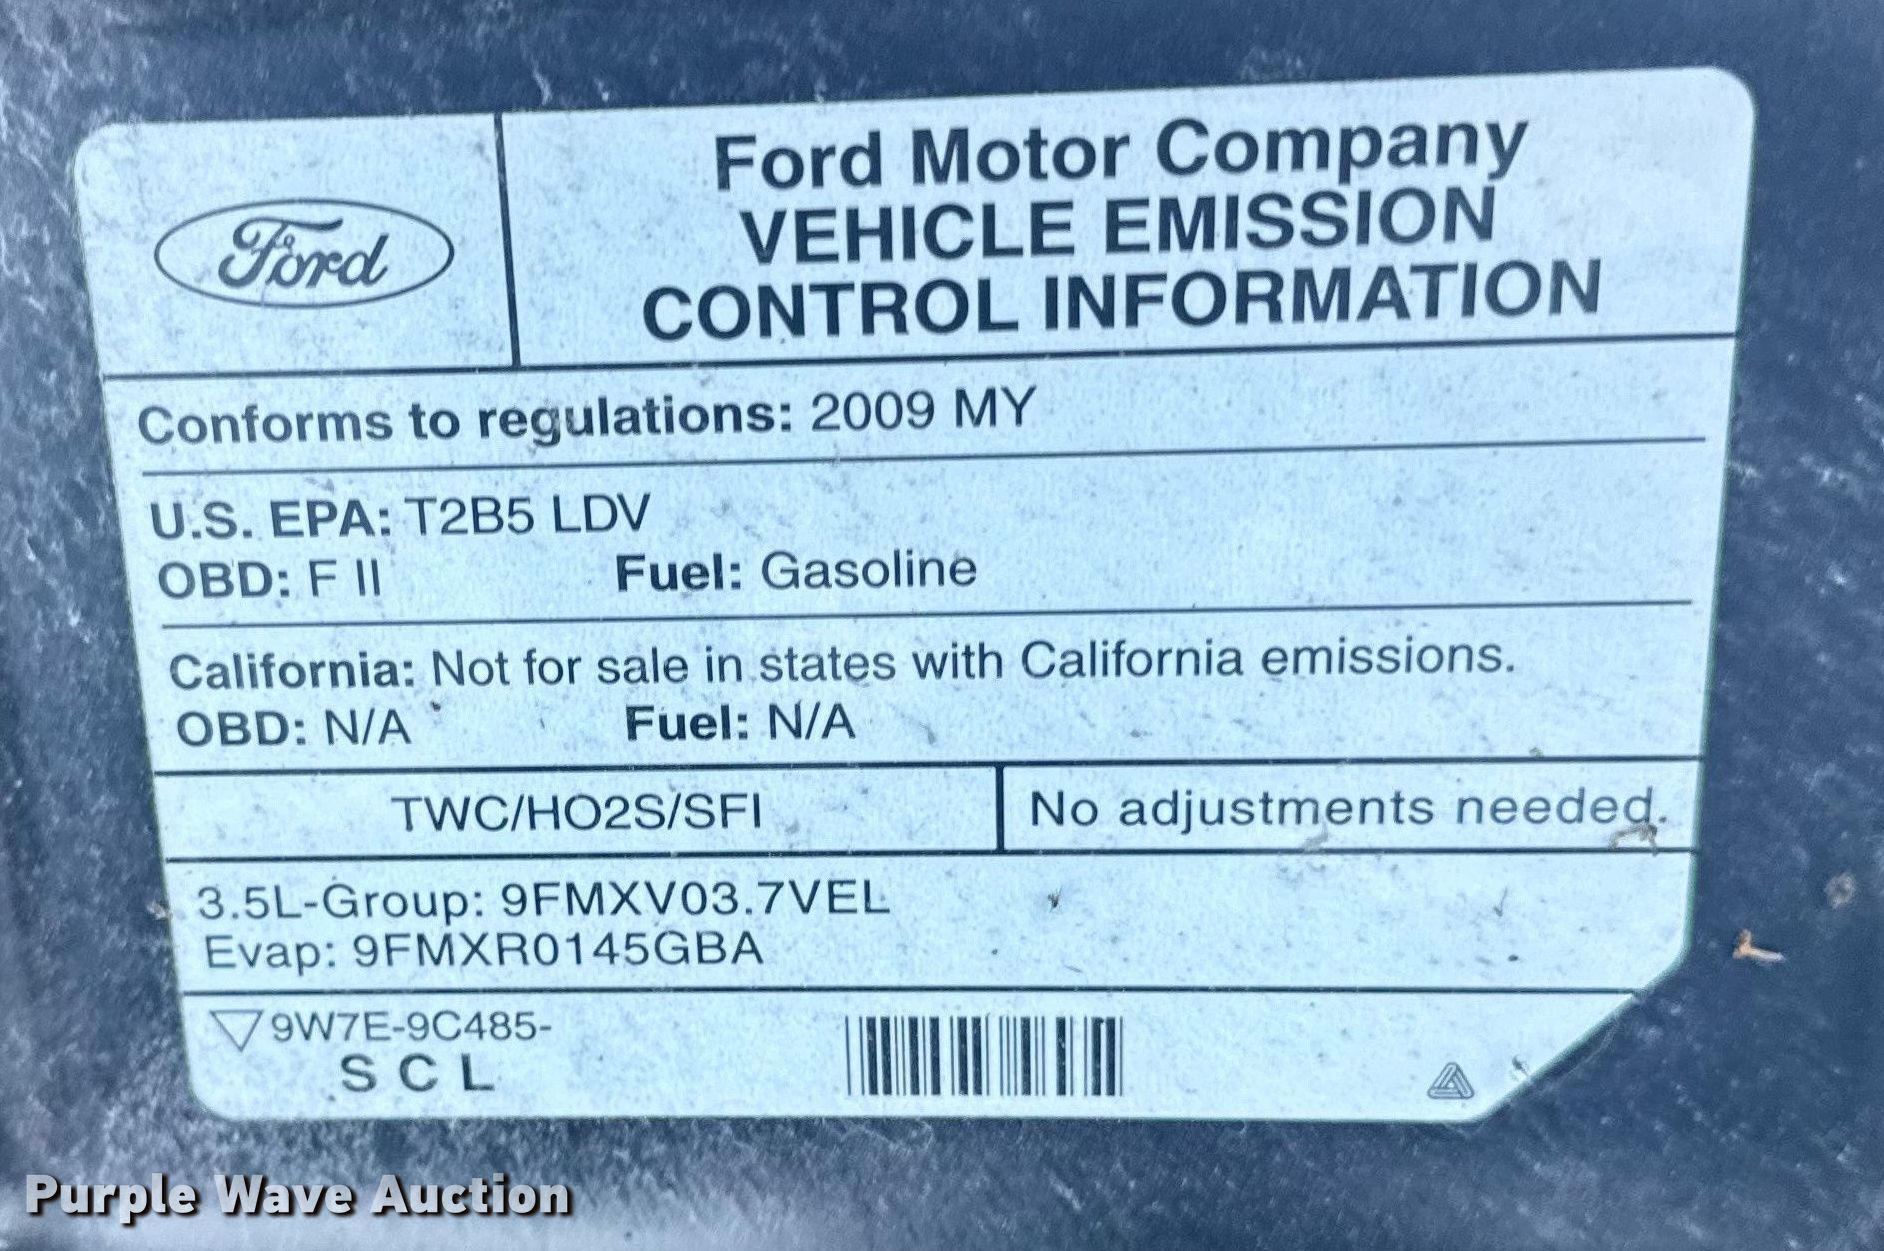 Ford
Ford Motor Company
VEHICLE EMISSION
CONTROL INFORMATION
Conforms to regulations: 2009 MY
U.S. EPA: T2B5 LDV
OBD: F II Fuel: Gasoline
California: Not for sale in states with California emissions.
OBD: N/A Fuel: N/A
TWC/HO2S/SFI
No adjustments needed.
3.5L-Group: 9FMXV03.7VEL
Evap: 9FMXR0145GBA
9W7E-9C485-
S C L
Purple Wave Auction